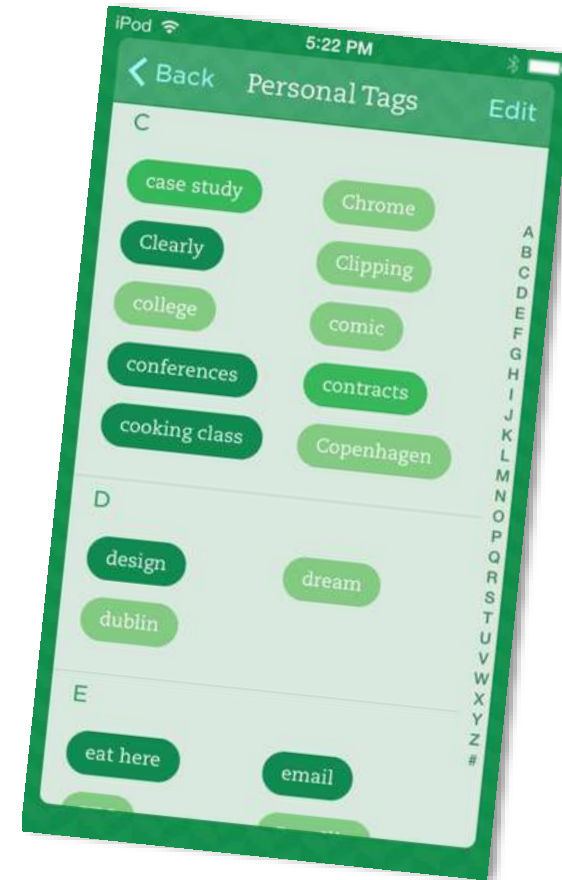 iPod
5:22 PM
Back Personal Tags Edit
C
case study Chrome
Clearly Clipping
college comic
conferences contracts
cooking class Copenhagen
D
design dream
dublin
E
eat here email
A
B
C
D
E
F
G
H
I
J
K
L
M
N
O
P
Q
R
S
T
U
V
W
X
Y
Z
#